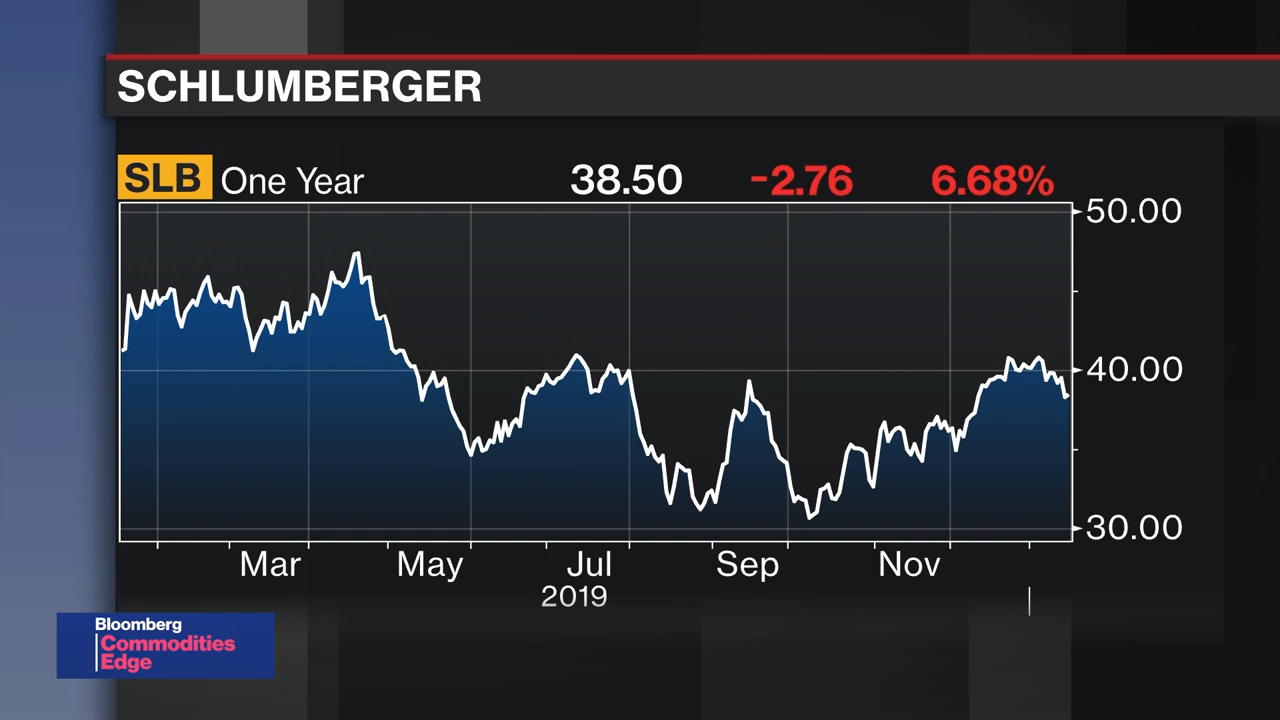 SCHLUMBERGER
SLB One Year 38.50 -2.76 6.68%
50.00
40.00
30.00
Mar May Jul Sep Nov
2019
Bloomberg
Commodities
Edge